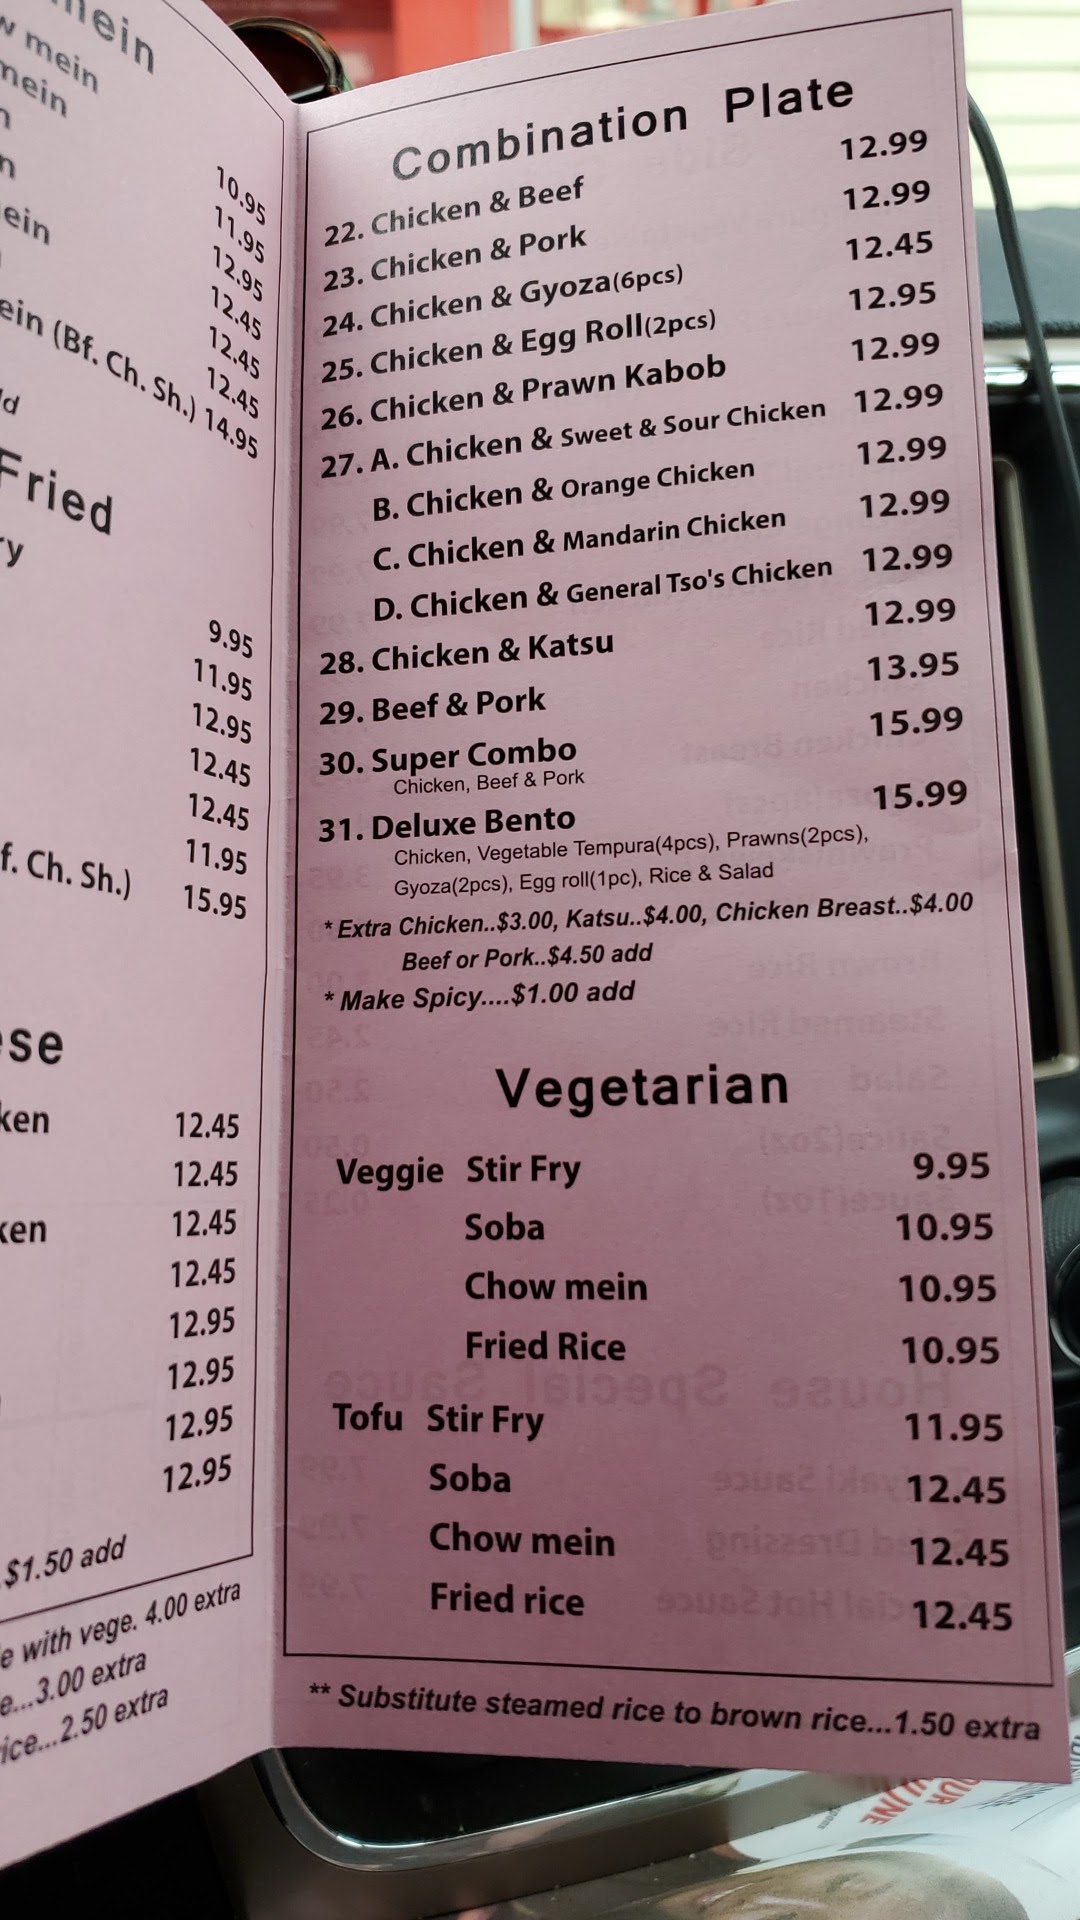 mein
mein
mein
10.95
11.95
12.95
12.45
12.45
12.45
(Bf. Ch. Sh.) 14.95
Fried
9.95
11.95
12.95
12.45
12.45
11.95
Ch. Sh.) 15.95
12.45
12.45
12.45
12.45
12.95
12.95
12.95
12.95
$1.50 add
with vege. 4.00 extra
...3.00 extra
...2.50 extra
Combination Plate
22. Chicken & Beef 12.99
23. Chicken & Pork 12.99
24. Chicken & Gyoza(6pcs) 12.45
25. Chicken & Egg Roll(2pcs) 12.95
26. Chicken & Prawn Kabob 12.99
27. A. Chicken & Sweet & Sour Chicken 12.99
B. Chicken & Orange Chicken 12.99
C. Chicken & Mandarin Chicken 12.99
D. Chicken & General Tso's Chicken 12.99
28. Chicken & Katsu 12.99
29. Beef & Pork 13.95
30. Super Combo 15.99
Chicken, Beef & Pork
31. Deluxe Bento 15.99
Chicken, Vegetable Tempura(4pcs), Prawns(2pcs),
Gyoza(2pcs), Egg roll(1pc), Rice & Salad
* Extra Chicken..$3.00, Katsu..$4.00, Chicken Breast..$4.00
Beef or Pork..$4.50 add
* Make Spicy....$1.00 add
Vegetarian
Veggie Stir Fry 9.95
Soba 10.95
Chow mein 10.95
Fried Rice 10.95
Tofu Stir Fry 11.95
Soba 12.45
Chow mein 12.45
Fried rice 12.45
** Substitute steamed rice to brown rice...1.50 extra